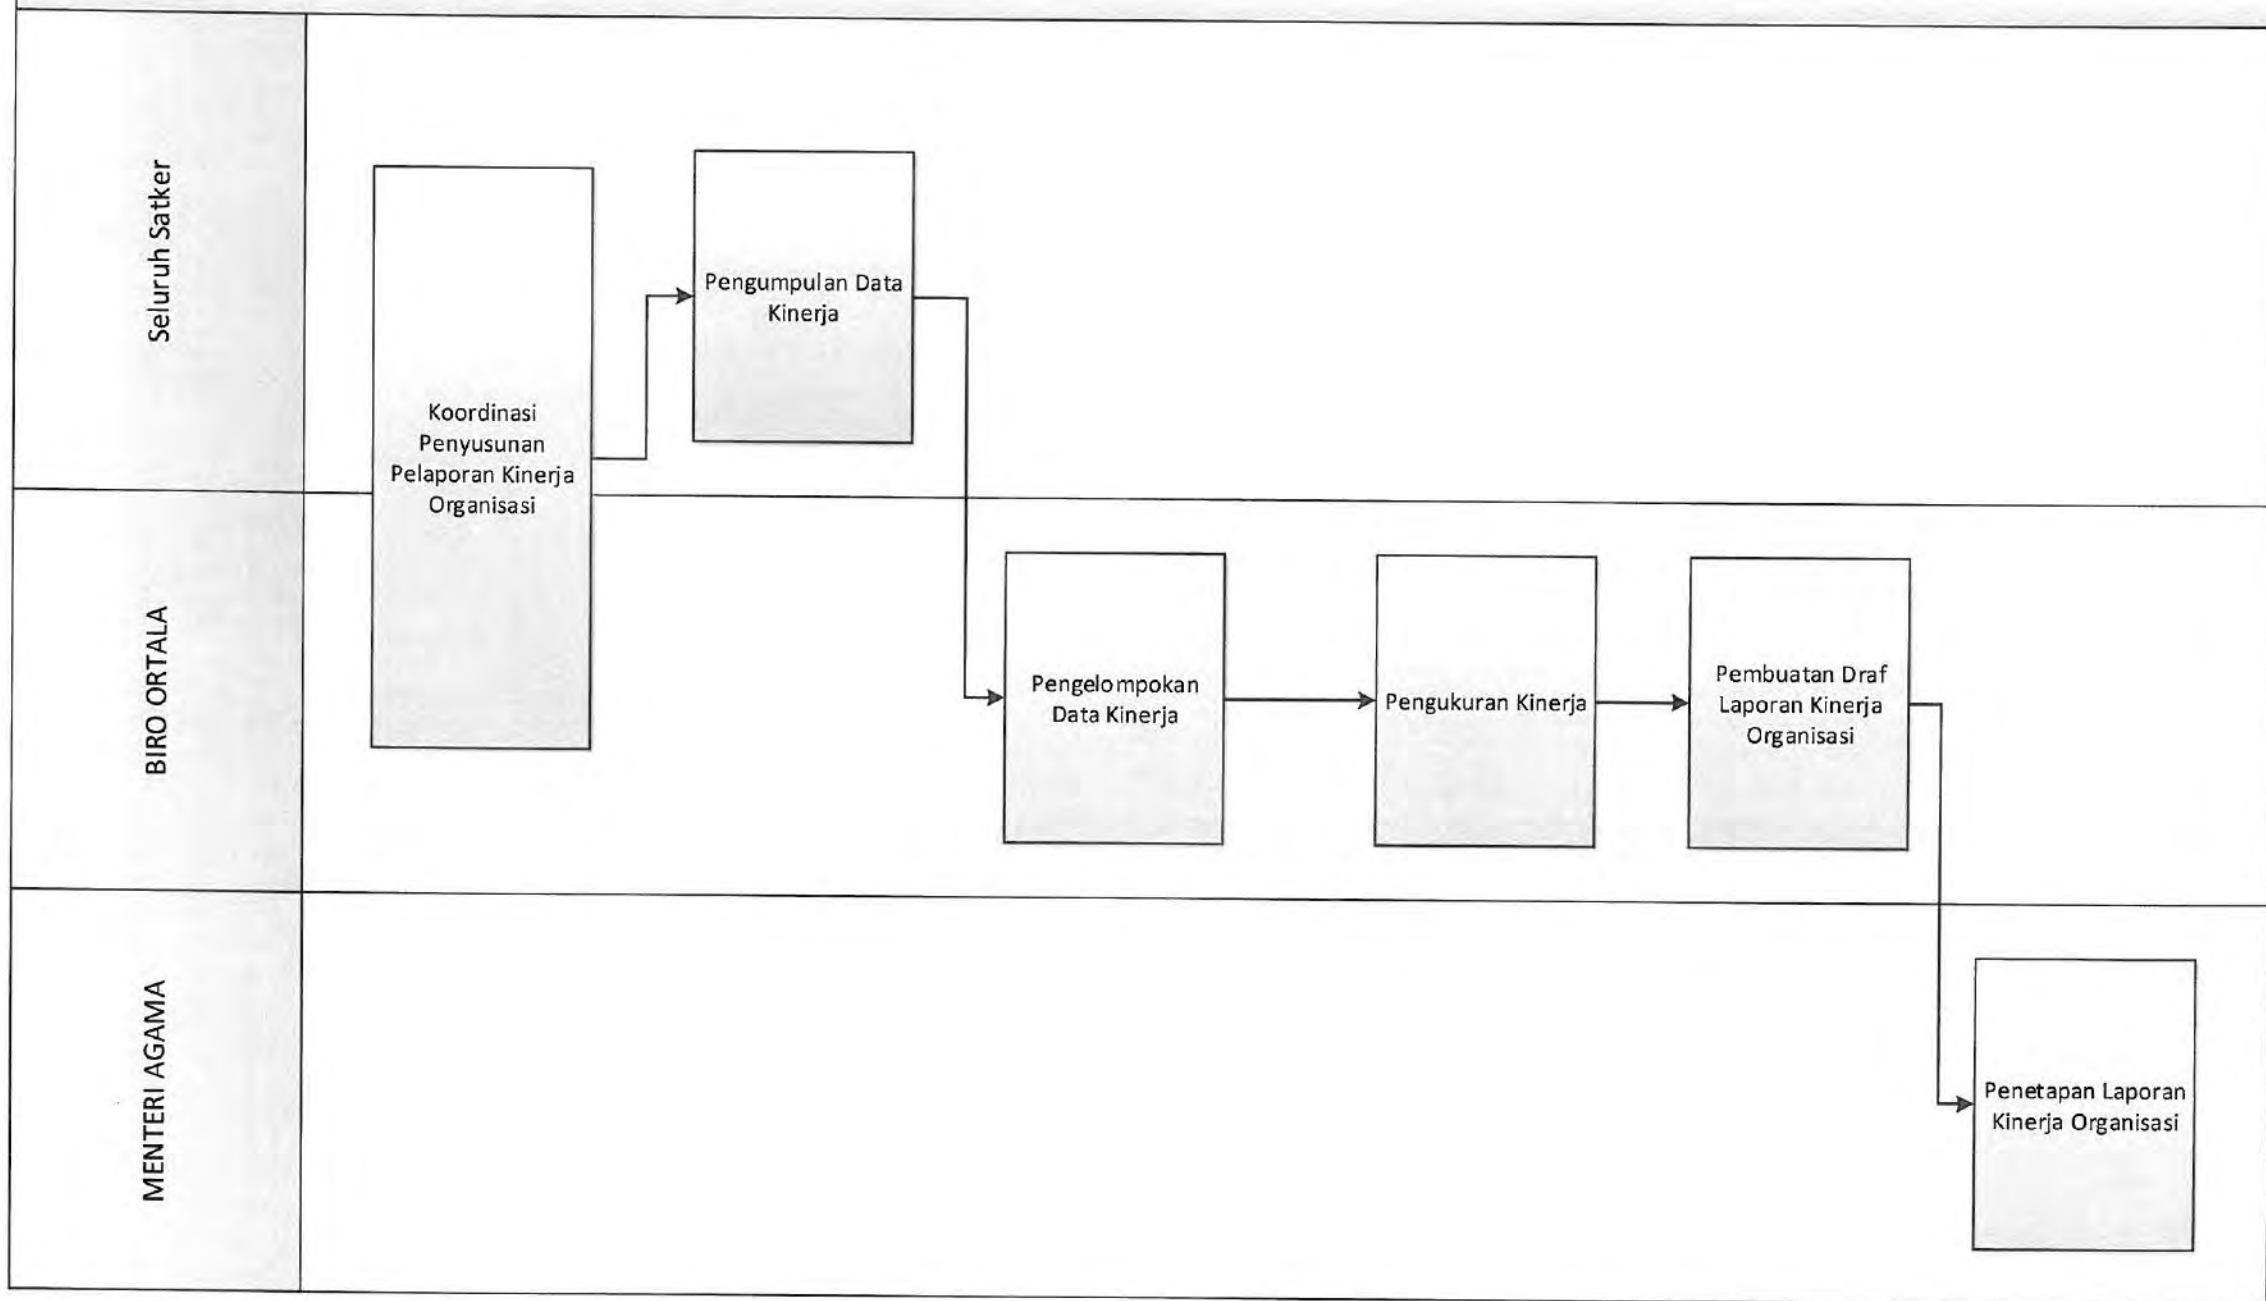 Seluruh Satker
Koordinasi
Penyusunan
Pelaporan Kinerja
Organisasi
Pengumpulan Data
Kinerja
BIRO ORTALA
Pengelompokan
Data Kinerja
Pengukuran Kinerja
Pembuatan Draf
Laporan Kinerja
Organisasi
MENTERI AGAMA
Penetapan Laporan
Kinerja Organisasi